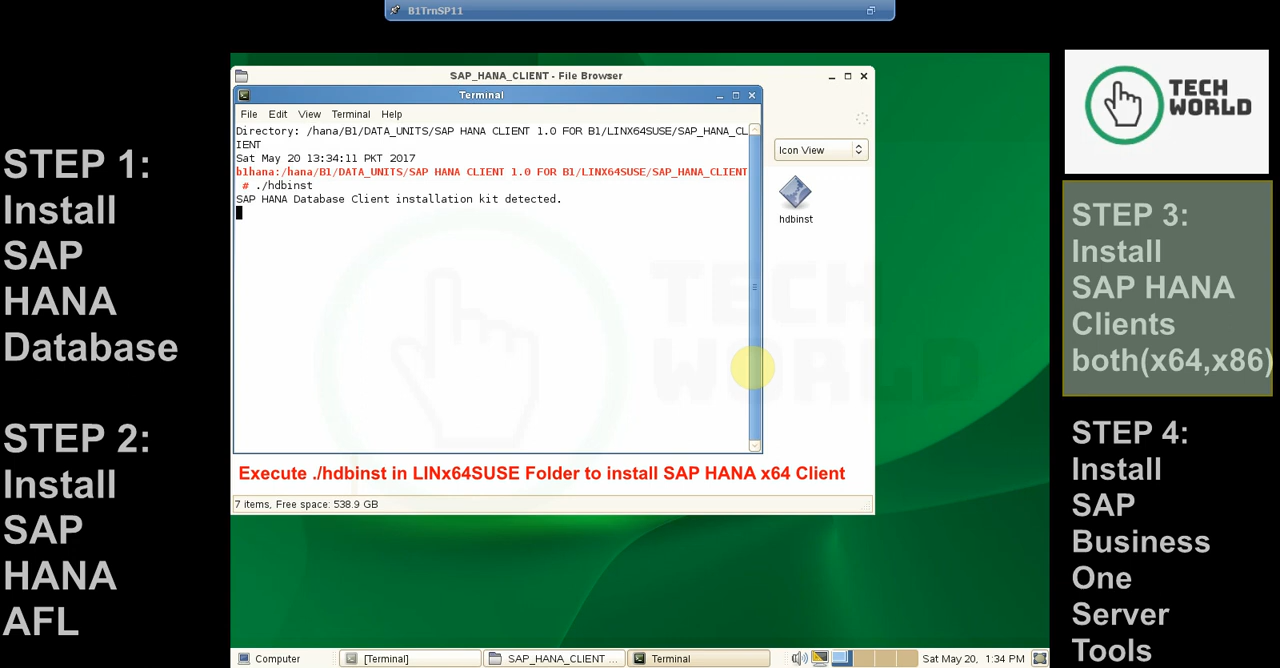 B1TrnSP11
STEP 1:
Install
SAP
HANA
Database
STEP 2:
Install
SAP
HANA
AFL
SAP_HANA_CLIENT - File Browser
Terminal
File Edit View Terminal Help
Directory: /hana/B1/DATA_UNITS/SAP HANA CLIENT 1.0 FOR B1/LINX64SUSE/SAP_HANA_CL
IENT
Sat May 20 13:34:11 PKT 2017
b1hana:/hana/B1/DATA_UNITS/SAP HANA CLIENT 1.0 FOR B1/LINX64SUSE/SAP_HANA_CLIENT
# ./hdbinst
SAP HANA Database Client installation kit detected.
Icon View
hdbinst
TECH
WORLD
Execute ./hdbinst in LINx64SUSE Folder to install SAP HANA x64 Client
7 items, Free space: 538.9 GB
Computer
[Terminal]
SAP_HANA_CLIENT ...
Terminal
Sat May 20, 1:34 PM
TECH
WORLD
STEP 3:
Install
SAP HANA
Clients
both(x64,x86)
STEP 4:
Install
SAP
Business
One
Server
Tools